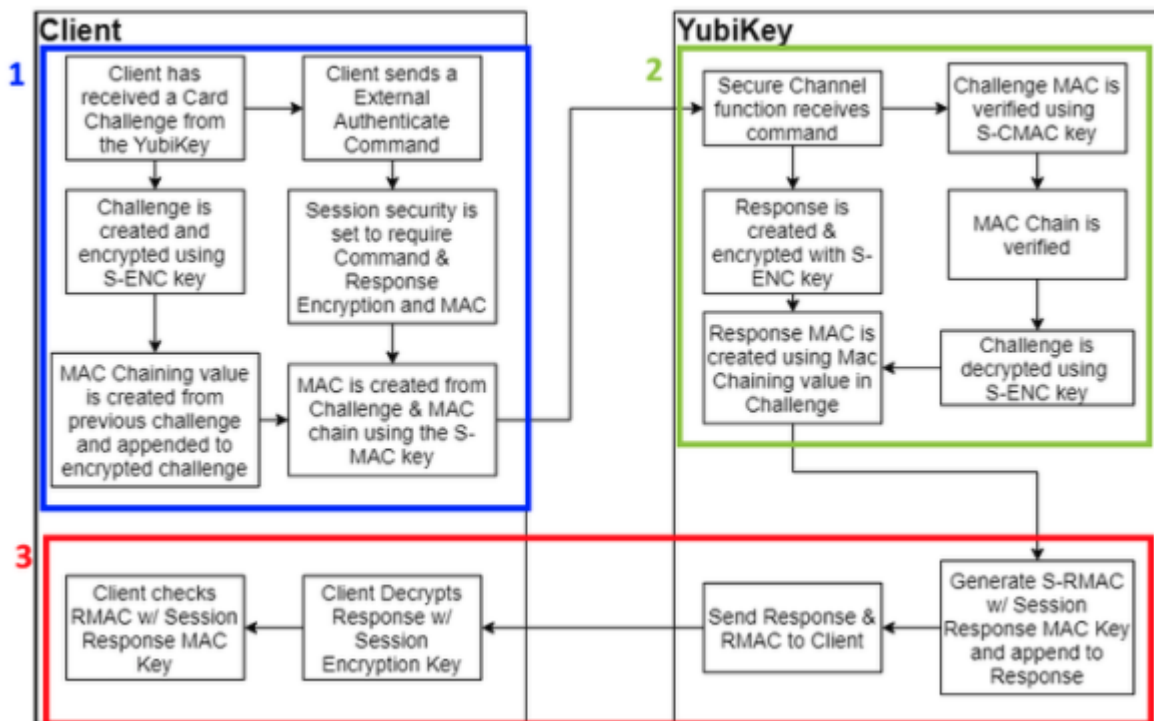 Client
1
Client has
received a Card
Challenge from
the YubiKey
Client sends a
External
Authenticate
Command
Challenge is
created and
encrypted using
S-ENC key
Session security is
set to require
Command &
Response
Encryption and MAC
MAC Chaining value
is created from
previous challenge
and appended to
encrypted challenge
MAC is created from
Challenge & MAC
chain using the S-
MAC key
YubiKey
2
Secure Channel
function receives
command
Challenge MAC is
verified using
S-CMAC key
Response is
created &
encrypted with S-
ENC key
MAC Chain is
verified
Response MAC is
created using Mac
Chaining value in
Challenge
Challenge is
decrypted using
S-ENC key
3
Client checks
RMAC w/ Session
Response MAC
Key
Client Decrypts
Response w/
Session
Encryption Key
Send Response &
RMAC to Client
Generate S-RMAC
w/ Session
Response MAC Key
and append to
Response